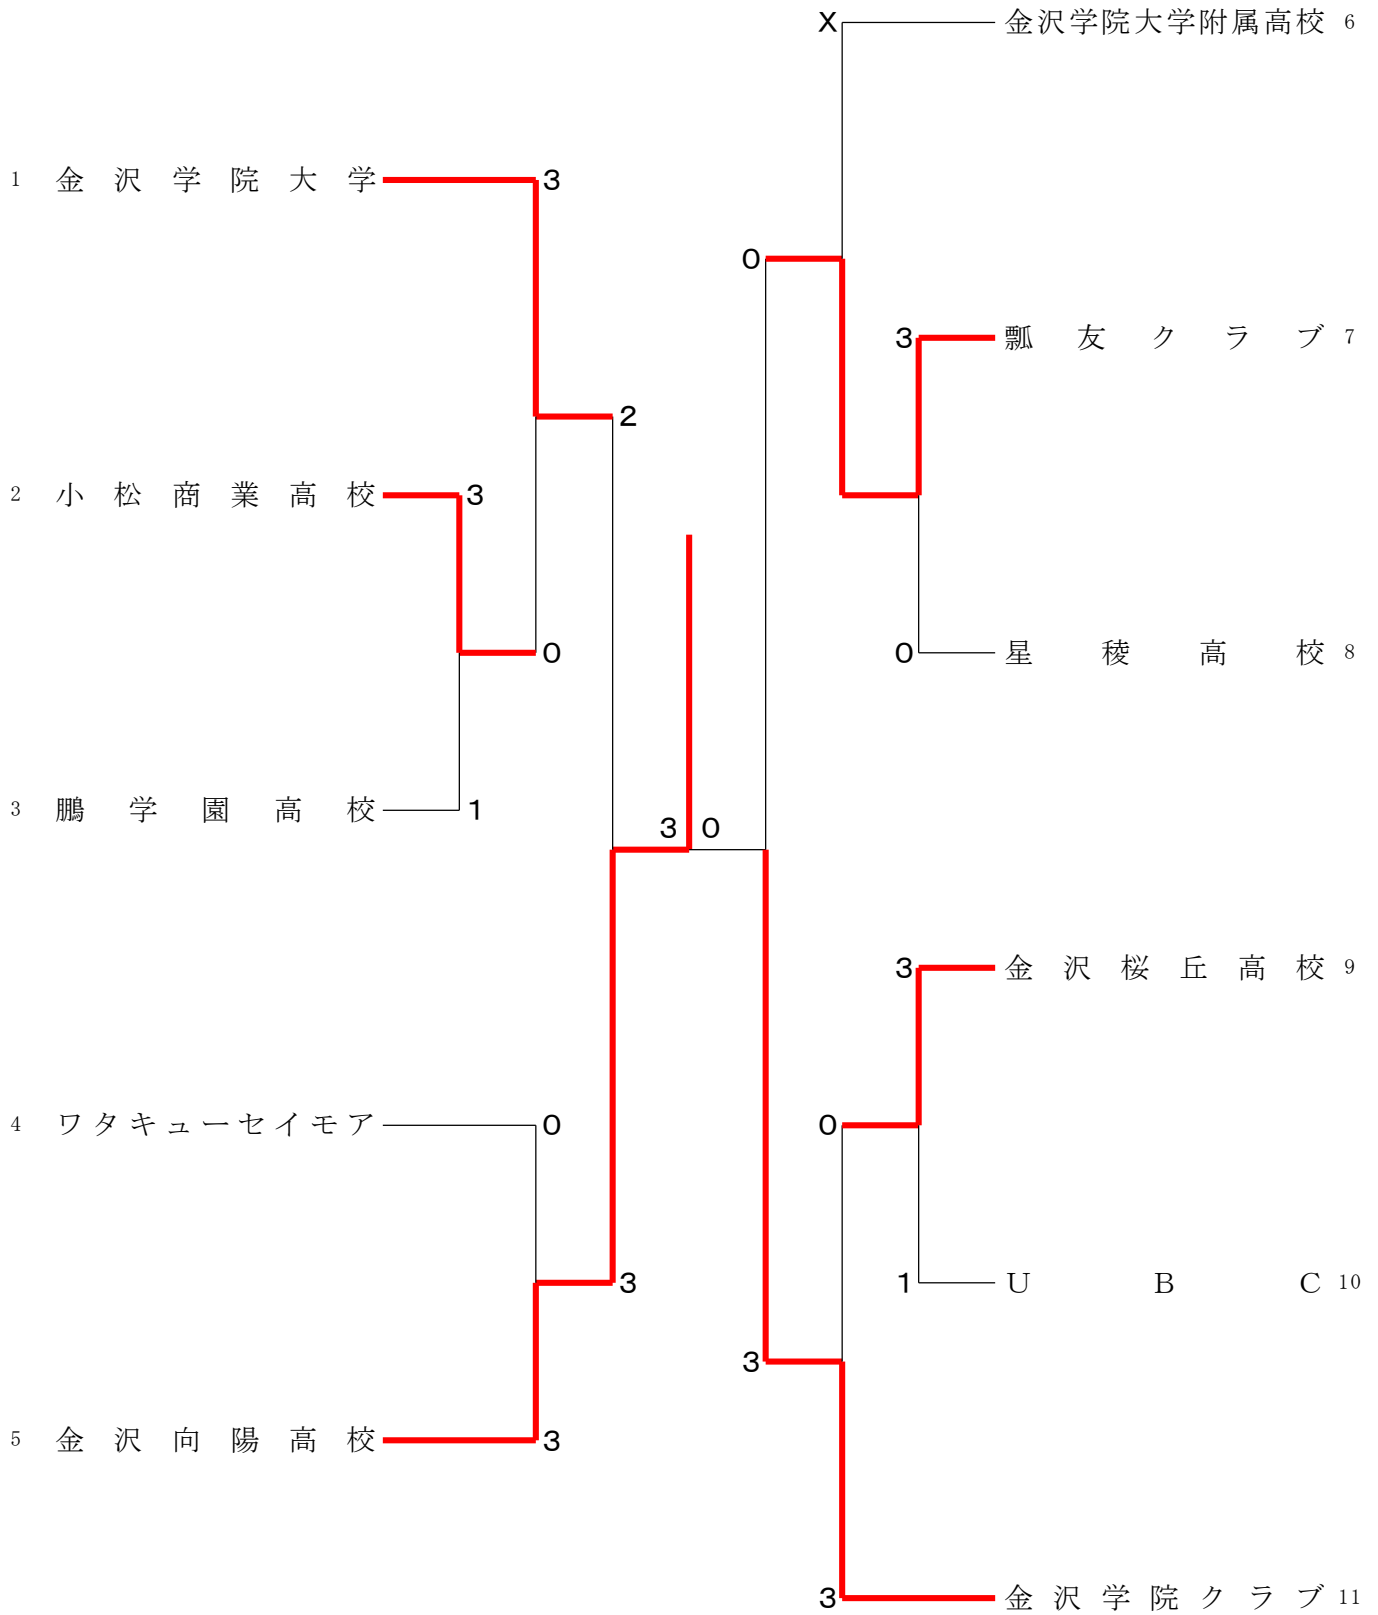 X 金沢学院大学附属高校 6
1 金沢学院大学 3
0
3 瓢友クラブ 7
2
2 小松商業高校 3
0
0 星稜高校 8
3 鵬学園高校 1
3 0
3 金沢桜丘高校 9
4 ワタキューセイモア 0
0
3
1 UBC 10
3
5 金沢向陽高校 3
3 金沢学院クラブ 11